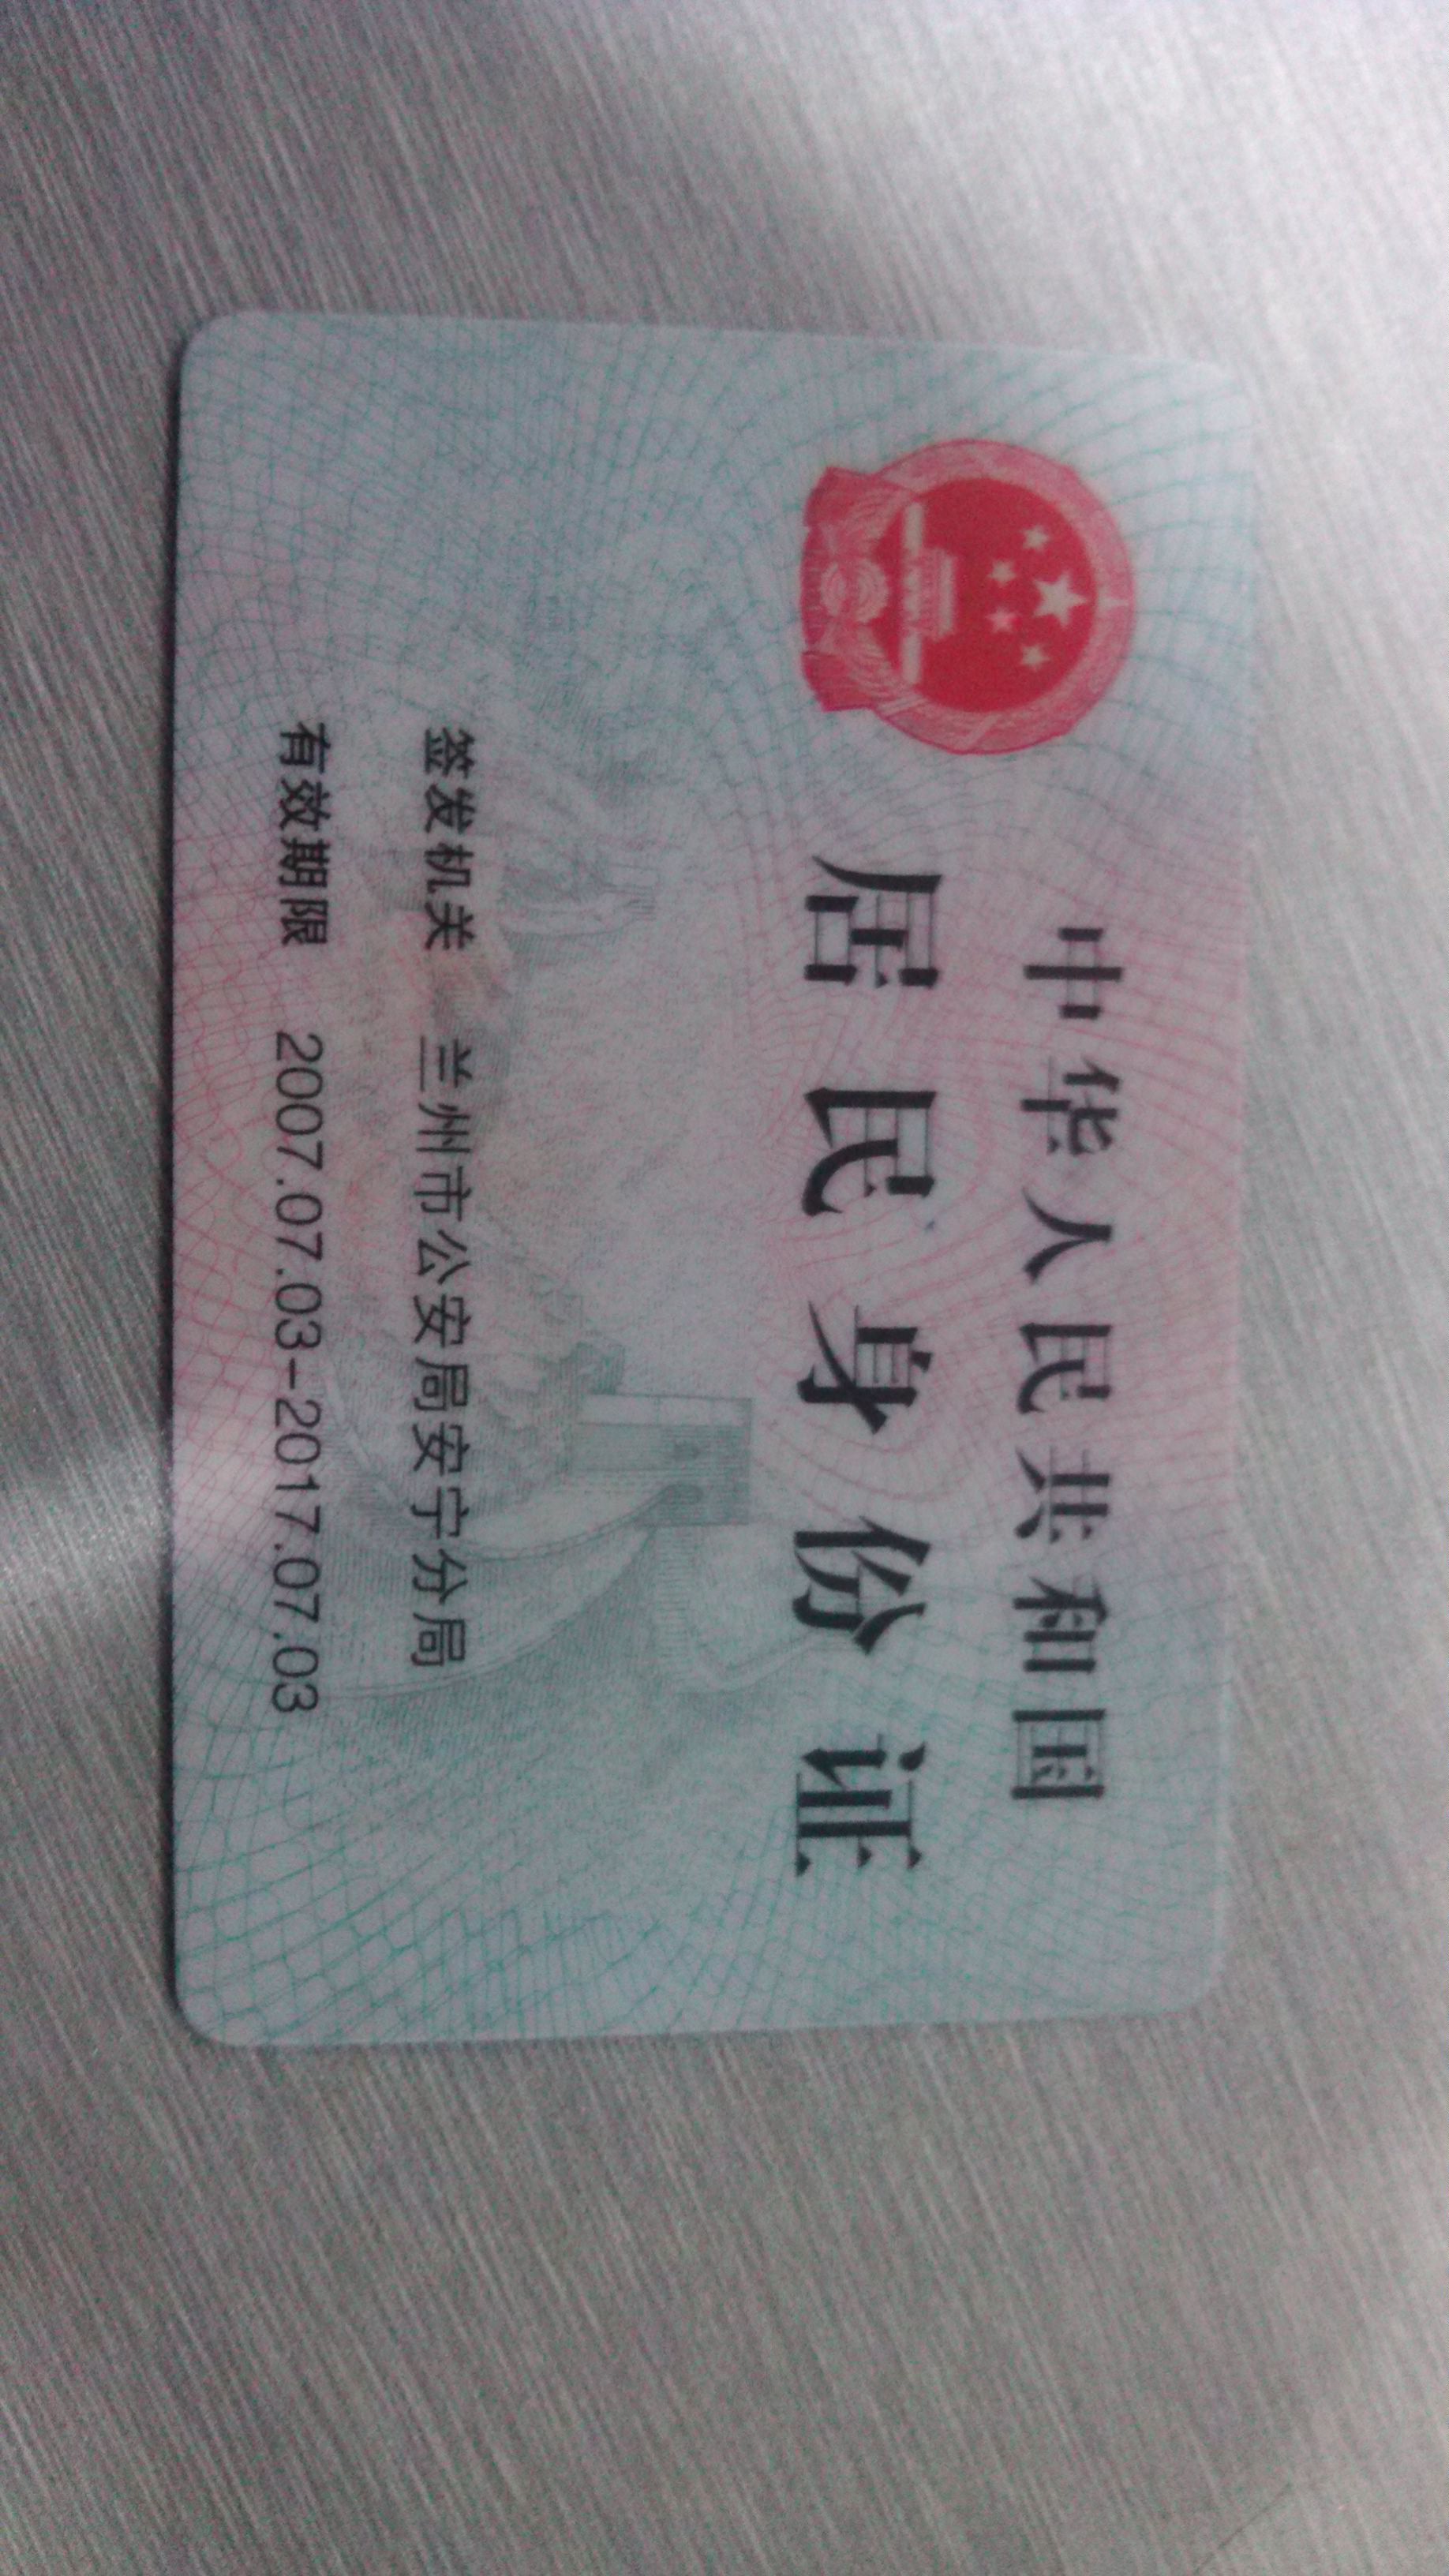 中华人民共和国
居民身份证
签发机关 兰州市公安局安宁分局
有效期限 2007.07.03-2017.07.03